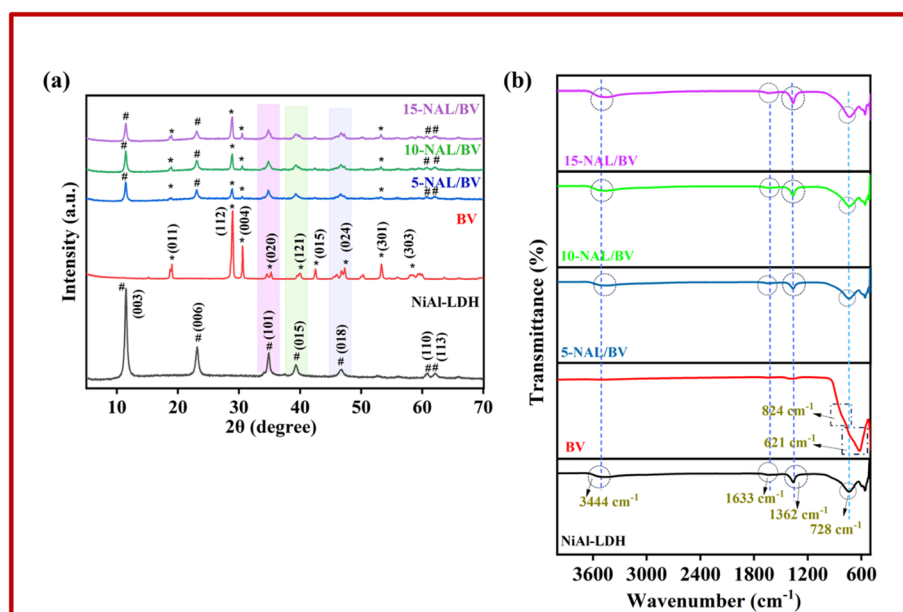 (a)
# # * * 15-NAL/BV * * ##
# * # * * 10-NAL/BV * ##
# * # * * 5-NAL/BV * ##
BV
* (011)
(112) *
* (004)
* (020)
* (121)
* (015)
* (024)
* (301)
* (303)
NiAl-LDH
#
(003)
# (006)
# (101)
# (015)
# (018)
(110)
(113)
##
Intensity (a.u.)
10 20 30 40 50 60 70
2θ (degree)
(b)
15-NAL/BV
10-NAL/BV
5-NAL/BV
824 cm⁻¹
621 cm⁻¹
BV
3444 cm⁻¹
1633 cm⁻¹
1362 cm⁻¹
728 cm⁻¹
NiAl-LDH
Transmittance (%)
3600 3000 2400 1800 1200 600
Wavenumber (cm⁻¹)